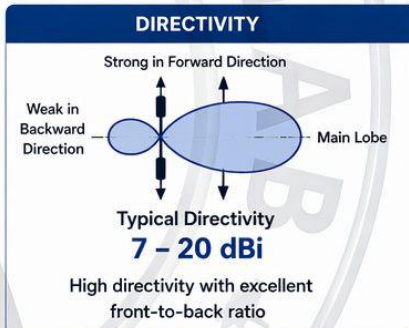 DIRECTIVITY
Strong in Forward Direction
Weak in
Backward
Direction
Main Lobe
Typical Directivity
7 – 20 dBi
High directivity with excellent
front-to-back ratio